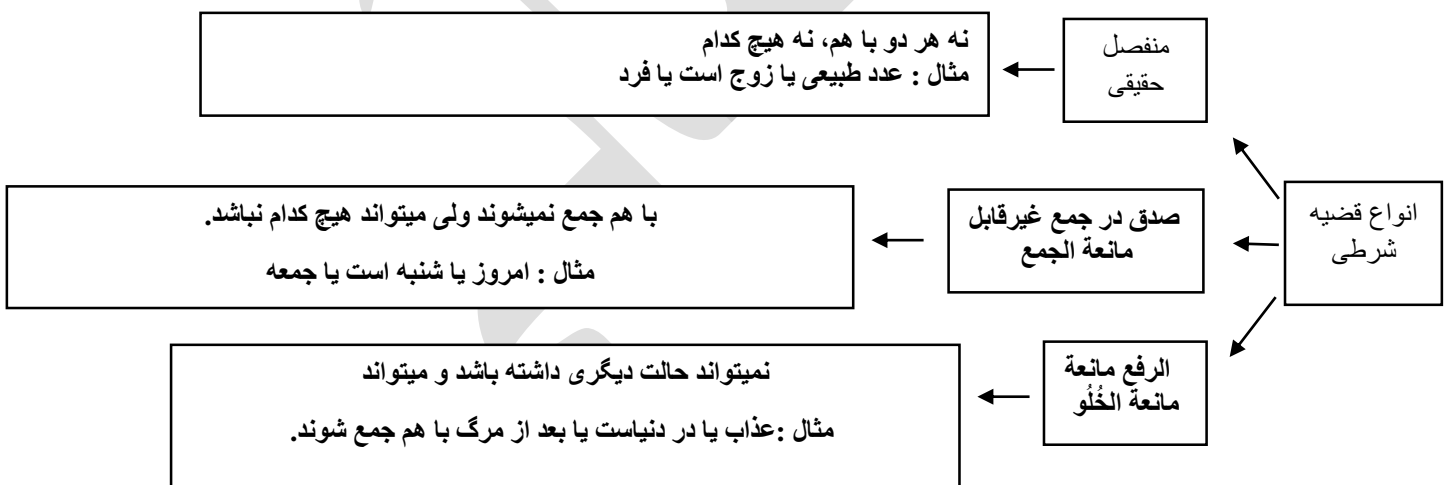 نه هر دو با هم، نه هیچ کدام
مثال : عدد طبیعی یا زوج است یا فرد
منفصل
حقیقی
انواع قضیه
شرطی
صدق در جمع غیرقابل
مانعة الجمع
با هم جمع نمیشوند ولی میتواند هیچ کدام نباشد.
مثال : امروز یا شنبه است یا جمعه
الرفع مانعة
مانعة الخُلُو
نمیتواند حالت دیگری داشته باشد و میتواند
مثال :عذاب یا در دنیاست یا بعد از مرگ با هم جمع شوند.